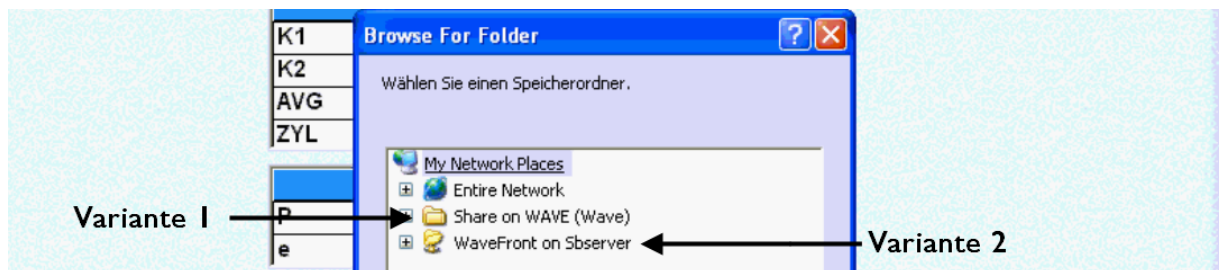 K1
K2
AVG
ZYL
P
e
Browse For Folder
Wählen Sie einen Speicherordner.
My Network Places
Entire Network
Share on WAVE (Wave)
WaveFront on Sbserver
Variante 1
Variante 2